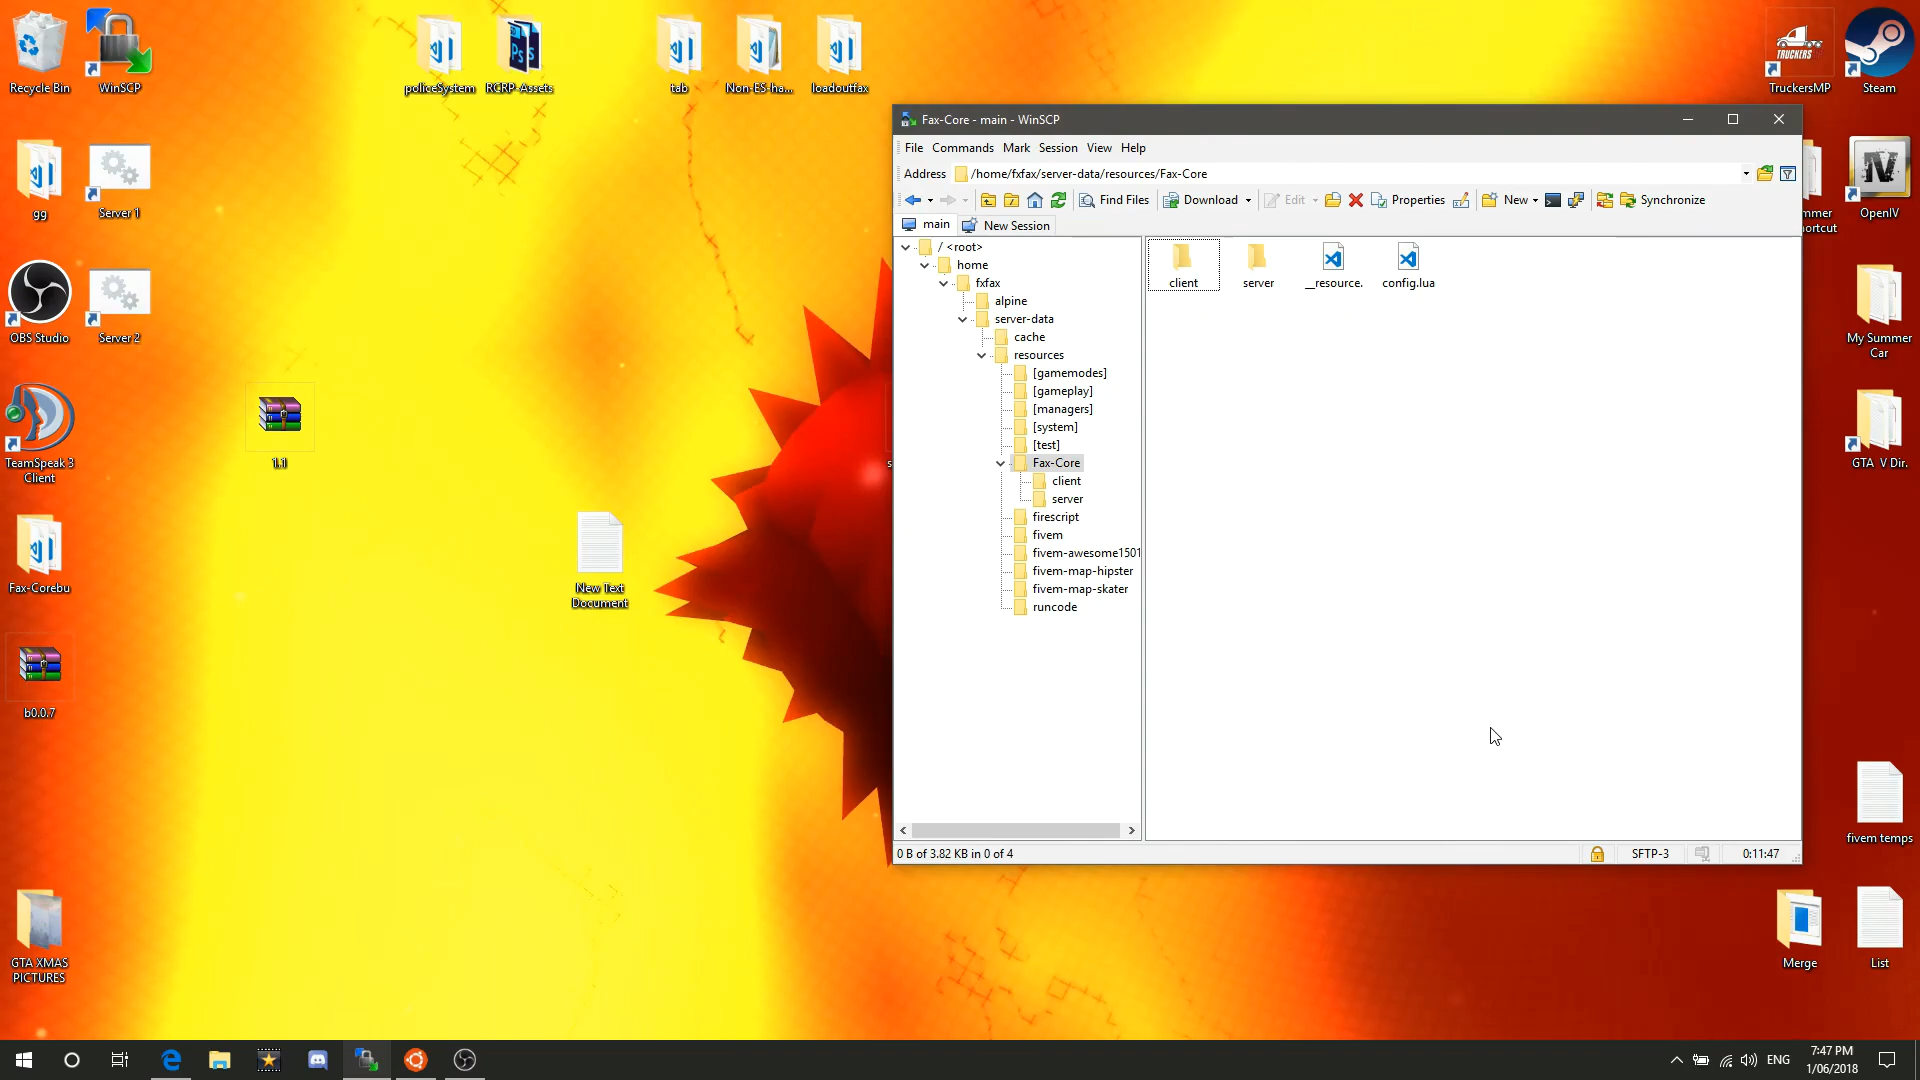 Recycle Bin
WinSCP
policeSystem
RCRP-Assets
tab
Non-ES-ha...
loadoutfax
TruckersMP
Steam
gg
Server 1
OBS Studio
Server 2
TeamSpeak 3
Client
1.1
Fax-Corebu
New Text
Document
b0.0.7
GTA XMAS
PICTURES
OpenIV
My Summer
Car
GTA V Dir.
fivem temps
Merge
List
Fax-Core - main - WinSCP
File Commands Mark Session View Help
Address /home/fxfax/server-data/resources/Fax-Core
Find Files Download Edit Properties New Synchronize
main New Session
/ <root>
home
fxfax
alpine
server-data
cache
resources
[gamemodes]
[gameplay]
[managers]
[system]
[test]
Fax-Core
client
server
firescript
fivem
fivem-awesome1501
fivem-map-hipster
fivem-map-skater
runcode
client
server
__resource.
config.lua
0 B of 3.82 KB in 0 of 4
SFTP-3
0:11:47
ENG
7:47 PM
1/06/2018